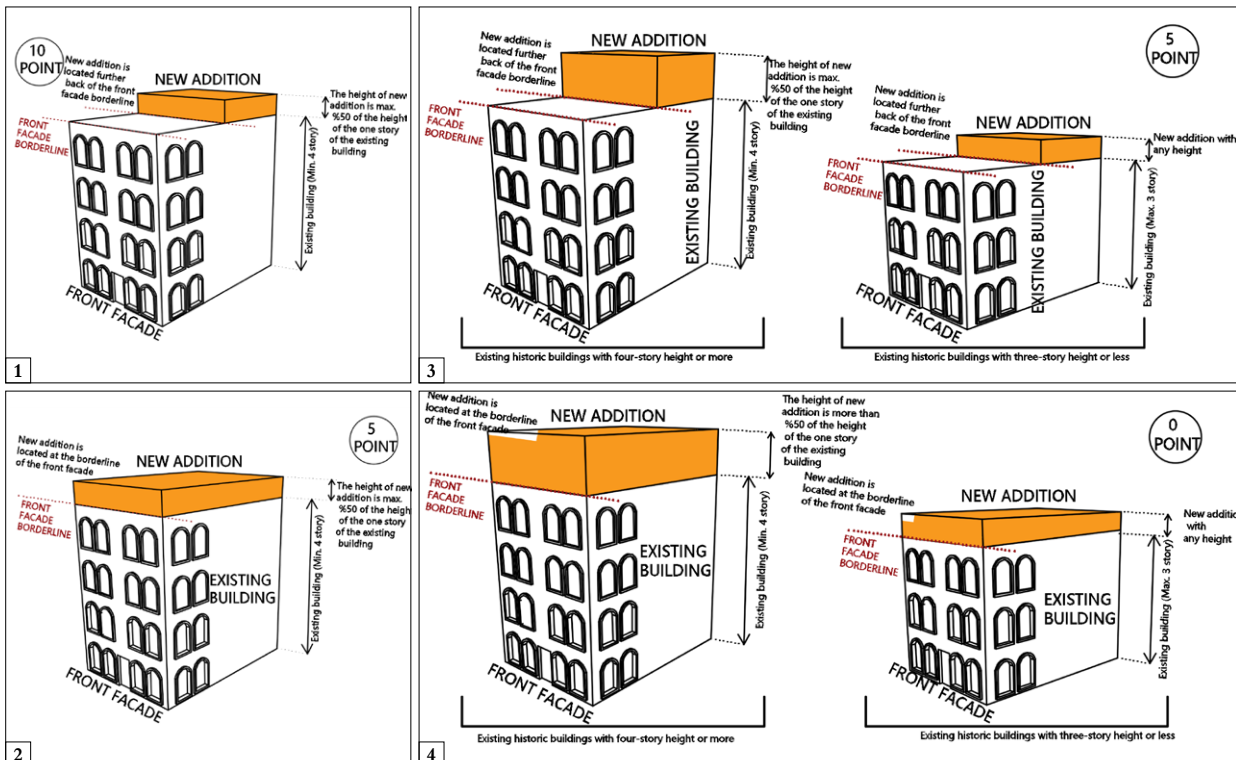 10
POINT
New addition is
located further
back of the front
facade borderline
NEW ADDITION
The height of new
addition is max.
%50 of the height
of the one story
of the existing
building
FRONT
FACADE
BORDERLINE
Existing building (Min. 4 story)
FRONT FACADE
1
5
POINT
New addition is
located at the borderline
of the front facade
NEW ADDITION
The height of new
addition is max.
%50 of the height
of the one story
of the existing
building
FRONT
FACADE
BORDERLINE
EXISTING
BUILDING
Existing building (Min. 4 story)
FRONT FACADE
2
5
POINT
New addition is
located further
back of the front
facade borderline
NEW ADDITION
The height of new
addition is max.
%50 of the height
of the one story
of the existing
building
FRONT
FACADE
BORDERLINE
EXISTING BUILDING
Existing building (Min. 4 story)
FRONT FACADE
Existing historic buildings with four-story height or more
New addition is
located further
back of the front
facade borderline
NEW ADDITION
New addition with
any height
FRONT
FACADE
BORDERLINE
EXISTING BUILDING
Existing building (Max. 3 story)
FRONT FACADE
Existing historic buildings with three-story height or less
3
0
POINT
New addition is
located at the borderline
of the front facade
NEW ADDITION
The height of new
addition is more than
%50 of the height
of the one story
of the existing
building
FRONT
FACADE
BORDERLINE
EXISTING
BUILDING
Existing building (Min. 4 story)
FRONT FACADE
Existing historic buildings with four-story height or more
New addition is
located at the borderline
of the front facade
NEW ADDITION
New addition
with
any height
FRONT
FACADE
BORDERLINE
EXISTING
BUILDING
Existing building (Max. 3 story)
FRONT FACADE
Existing historic buildings with three-story height or less
4